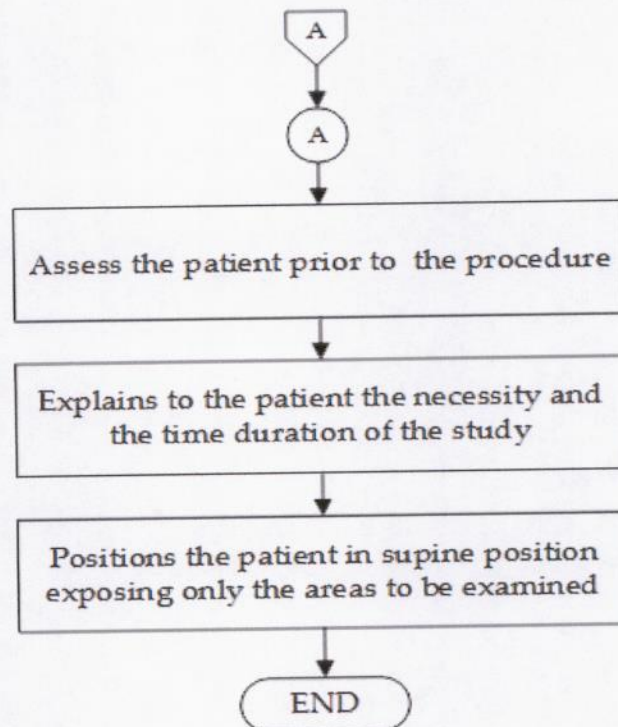 A
A
Assess the patient prior to the procedure
Explains to the patient the necessity and
the time duration of the study
Positions the patient in supine position
exposing only the areas to be examined
END